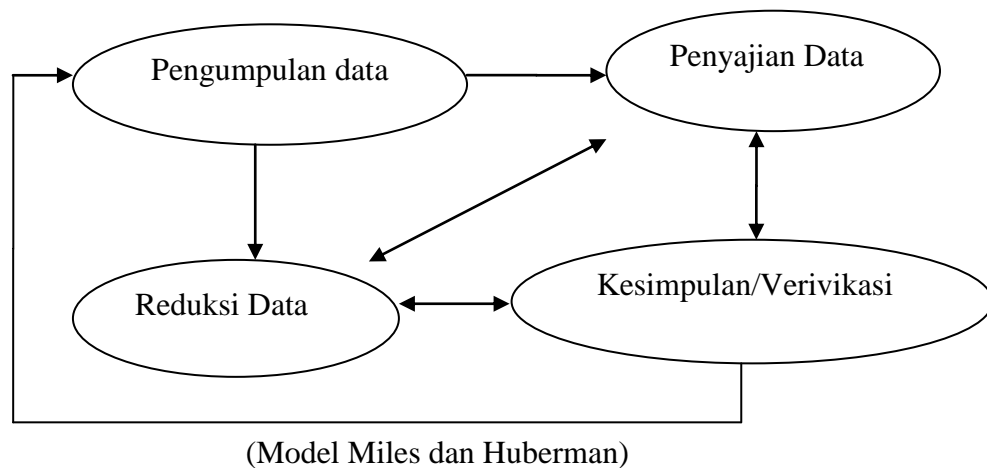 Pengumpulan data
Penyajian Data
Reduksi Data
Kesimpulan/Verivikasi
(Model Miles dan Huberman)